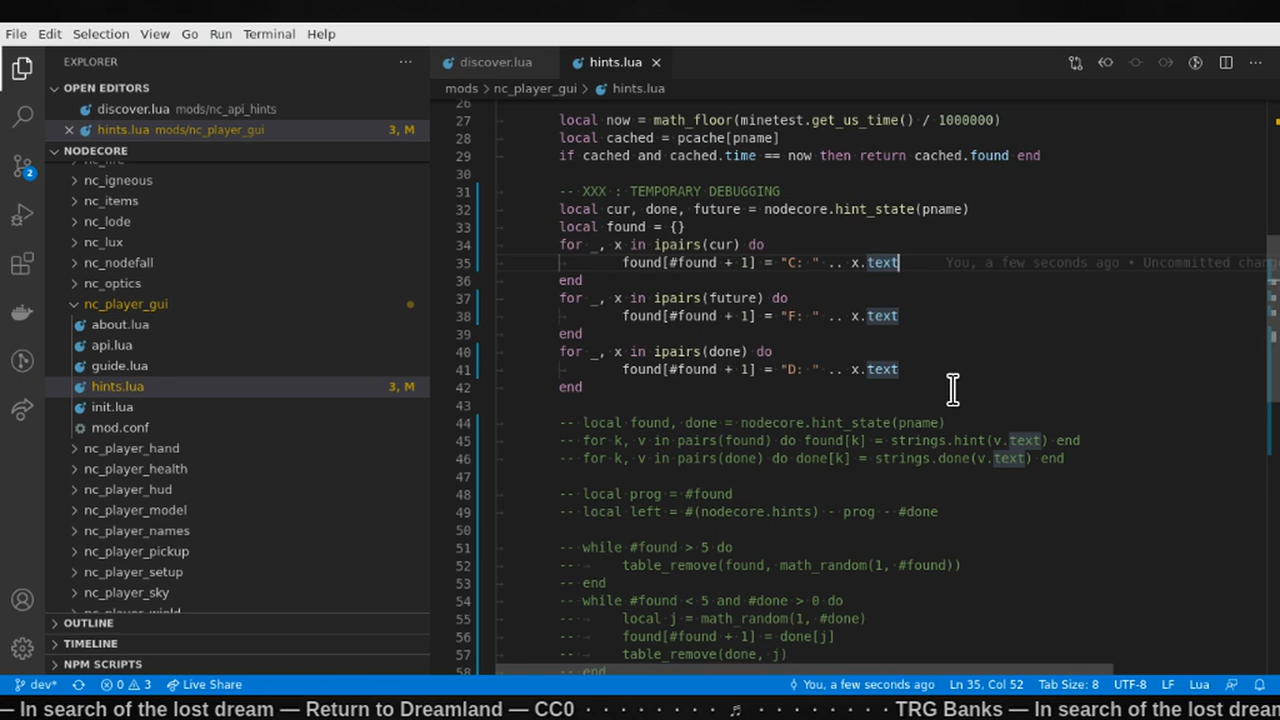 File Edit Selection View Go Run Terminal Help
EXPLORER
OPEN EDITORS
discover.lua mods/nc_api_hints
hints.lua mods/nc_player_gui 3, M
NODECORE
nc_igneous
nc_items
nc_lode
nc_lux
nc_nodefall
nc_optics
nc_player_gui
about.lua
api.lua
guide.lua
hints.lua 3, M
init.lua
mod.conf
nc_player_hand
nc_player_health
nc_player_hud
nc_player_model
nc_player_names
nc_player_pickup
nc_player_setup
nc_player_sky
OUTLINE
TIMELINE
NPM SCRIPTS
2
discover.lua hints.lua
mods > nc_player_gui > hints.lua
26
27 local now = math_floor(minetest.get_us_time() / 1000000)
28 local cached = pcache[pname]
29 if cached and cached.time == now then return cached.found end
30
31 -- XXX : TEMPORARY DEBUGGING
32 local cur, done, future = nodecore.hint_state(pname)
33 local found = {}
34 for _, x in ipairs(cur) do
35 found[#found + 1] = "C: " .. x.text You, a few seconds ago • Uncommitted chang
36 end
37 for _, x in ipairs(future) do
38 found[#found + 1] = "F: " .. x.text
39 end
40 for _, x in ipairs(done) do
41 found[#found + 1] = "D: " .. x.text
42 end
43
44 -- local found, done = nodecore.hint_state(pname)
45 -- for k, v in pairs(found) do found[k] = strings.hint(v.text) end
46 -- for k, v in pairs(done) do done[k] = strings.done(v.text) end
47
48 -- local prog = #found
49 -- local left = #(nodecore.hints) - prog - #done
50
51 -- while #found > 5 do
52 -- table_remove(found, math_random(1, #found))
53 -- end
54 -- while #found < 5 and #done > 0 do
55 -- local j = math_random(1, #done)
56 -- found[#found + 1] = done[j]
57 -- table_remove(done, j)
58 -- end
dev* 0 3 Live Share You, a few seconds ago Ln 35, Col 52 Tab Size: 8 UTF-8 LF Lua
— In search of the lost dream — Return to Dreamland — CC0 · · · · · · · ♬ · · · · · · · TRG Banks — In search of the lost dream